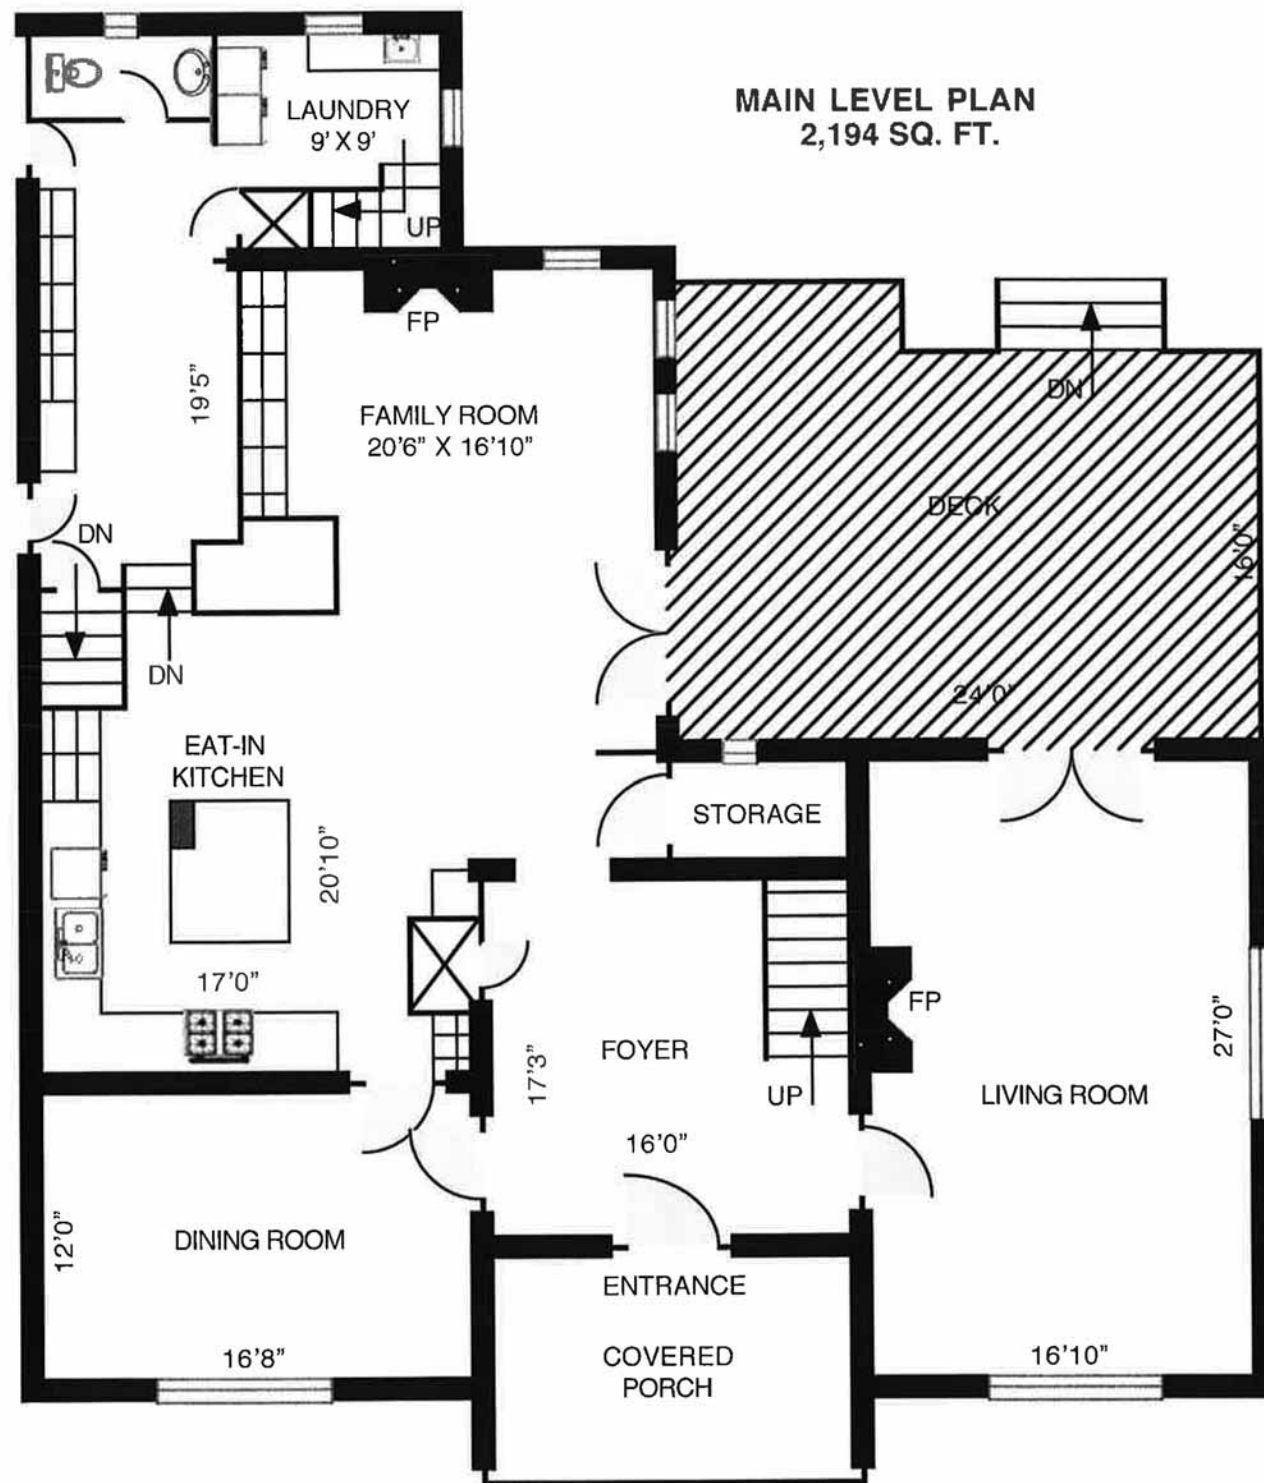 MAIN LEVEL PLAN
2,194 SQ. FT.
LAUNDRY
9' X 9'
UP
FP
19'5"
FAMILY ROOM
20'6" X 16'10"
DN
DECK
16'0"
24'0"
DN
DN
EAT-IN
KITCHEN
20'10"
17'0"
STORAGE
FOYER
17'3"
16'0"
UP
FP
27'0"
LIVING ROOM
16'10"
DINING ROOM
12'0"
16'8"
ENTRANCE
COVERED
PORCH